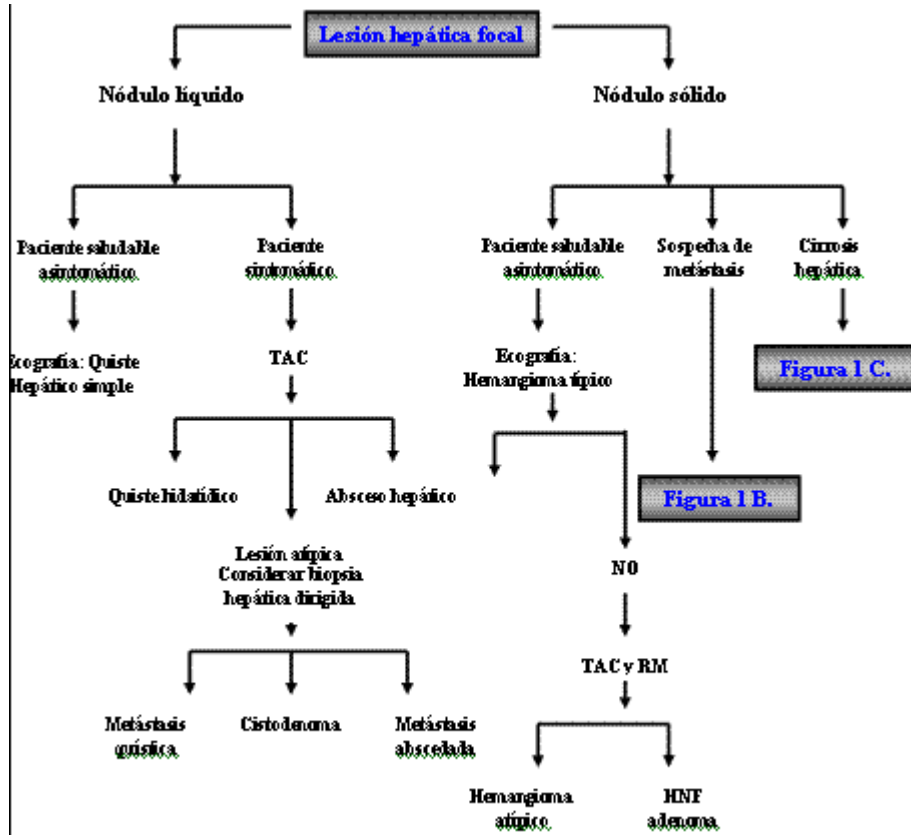 Lesión hepática focal
Nódulo líquido
Nódulo sólido
Paciente saludable
asintomático
Paciente
sintomático
Paciente saludable
asintomático
Sospecha de
metástasis
Cirrosis
hepática
Ecografía: Quiste
Hepático simple
TAC
Ecografía:
Hemangioma típico
Figura 1 C.
Quiste hidatídico
Absceso hepático
Figura 1 B.
Lesión atípica
Considerar biopsia
hepática dirigida
NO
TAC y RM
Metástasis
quística
Cistodenoma
Metástasis
abscedada
Hemangioma
atípico
HNF
adenoma